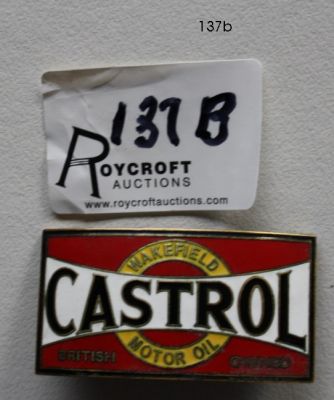 137b
137 B
ROYCROFT
AUCTIONS
www.roycroftauctions.com
WAKEFIELD
CASTROL
MOTOR OIL
BRITISH OWNED